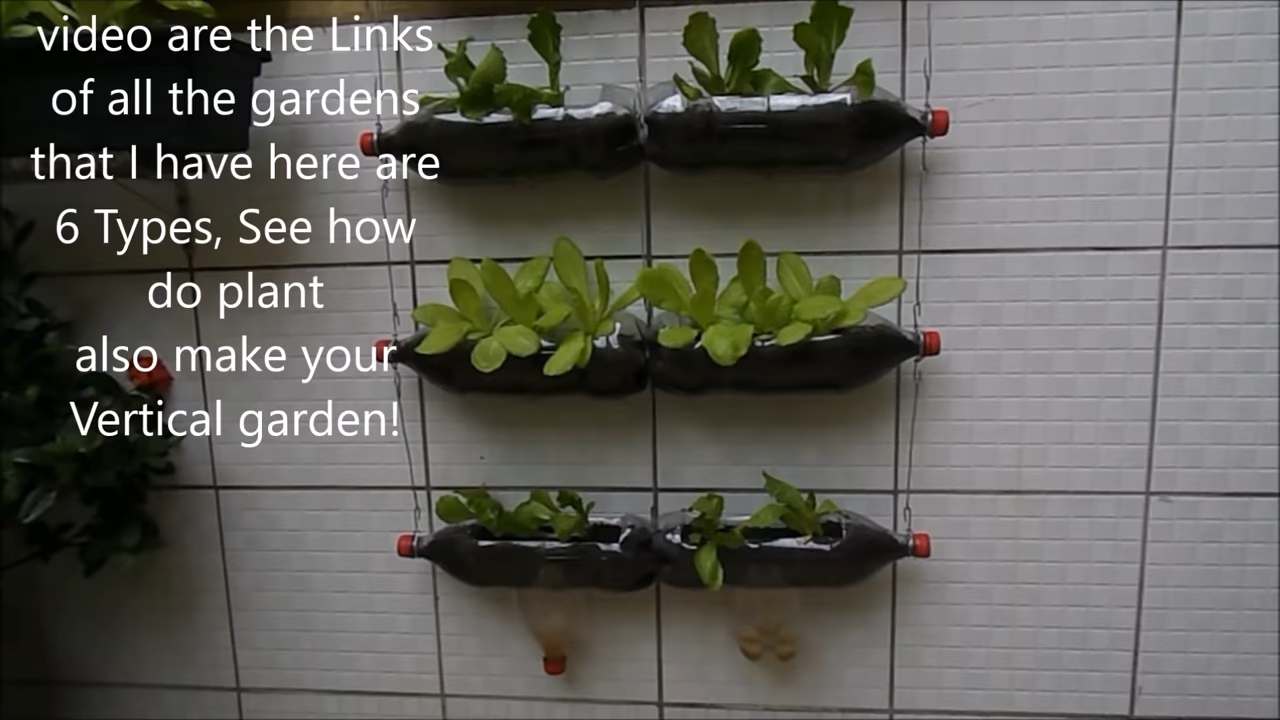 video are the Links
of all the gardens
that I have here are
6 Types, See how
do plant
also make your
Vertical garden!